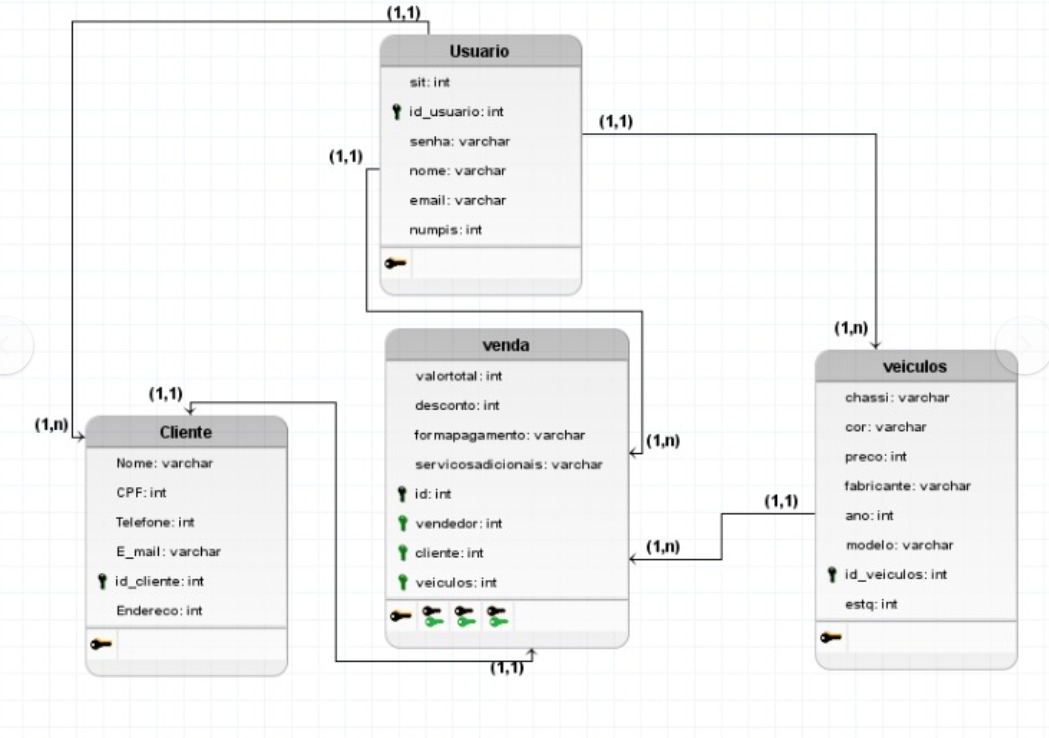 (1,1)
Usuario
sit: int
id_usuario: int
senha: varchar
nome: varchar
email: varchar
numpis: int
(1,1)
(1,1)
(1,n)
venda
valortotal: int
desconto: int
formapagamento: varchar
servicosadicionais: varchar
id: int
vendedor: int
cliente: int
veiculos: int
(1,n)
(1,n)
(1,1)
(1,1)
veiculos
chassi: varchar
cor: varchar
preco: int
fabricante: varchar
ano: int
modelo: varchar
id_veiculos: int
estq: int
(1,1)
(1,n)
Cliente
Nome: varchar
CPF: int
Telefone: int
E_mail: varchar
id_cliente: int
Endereco: int